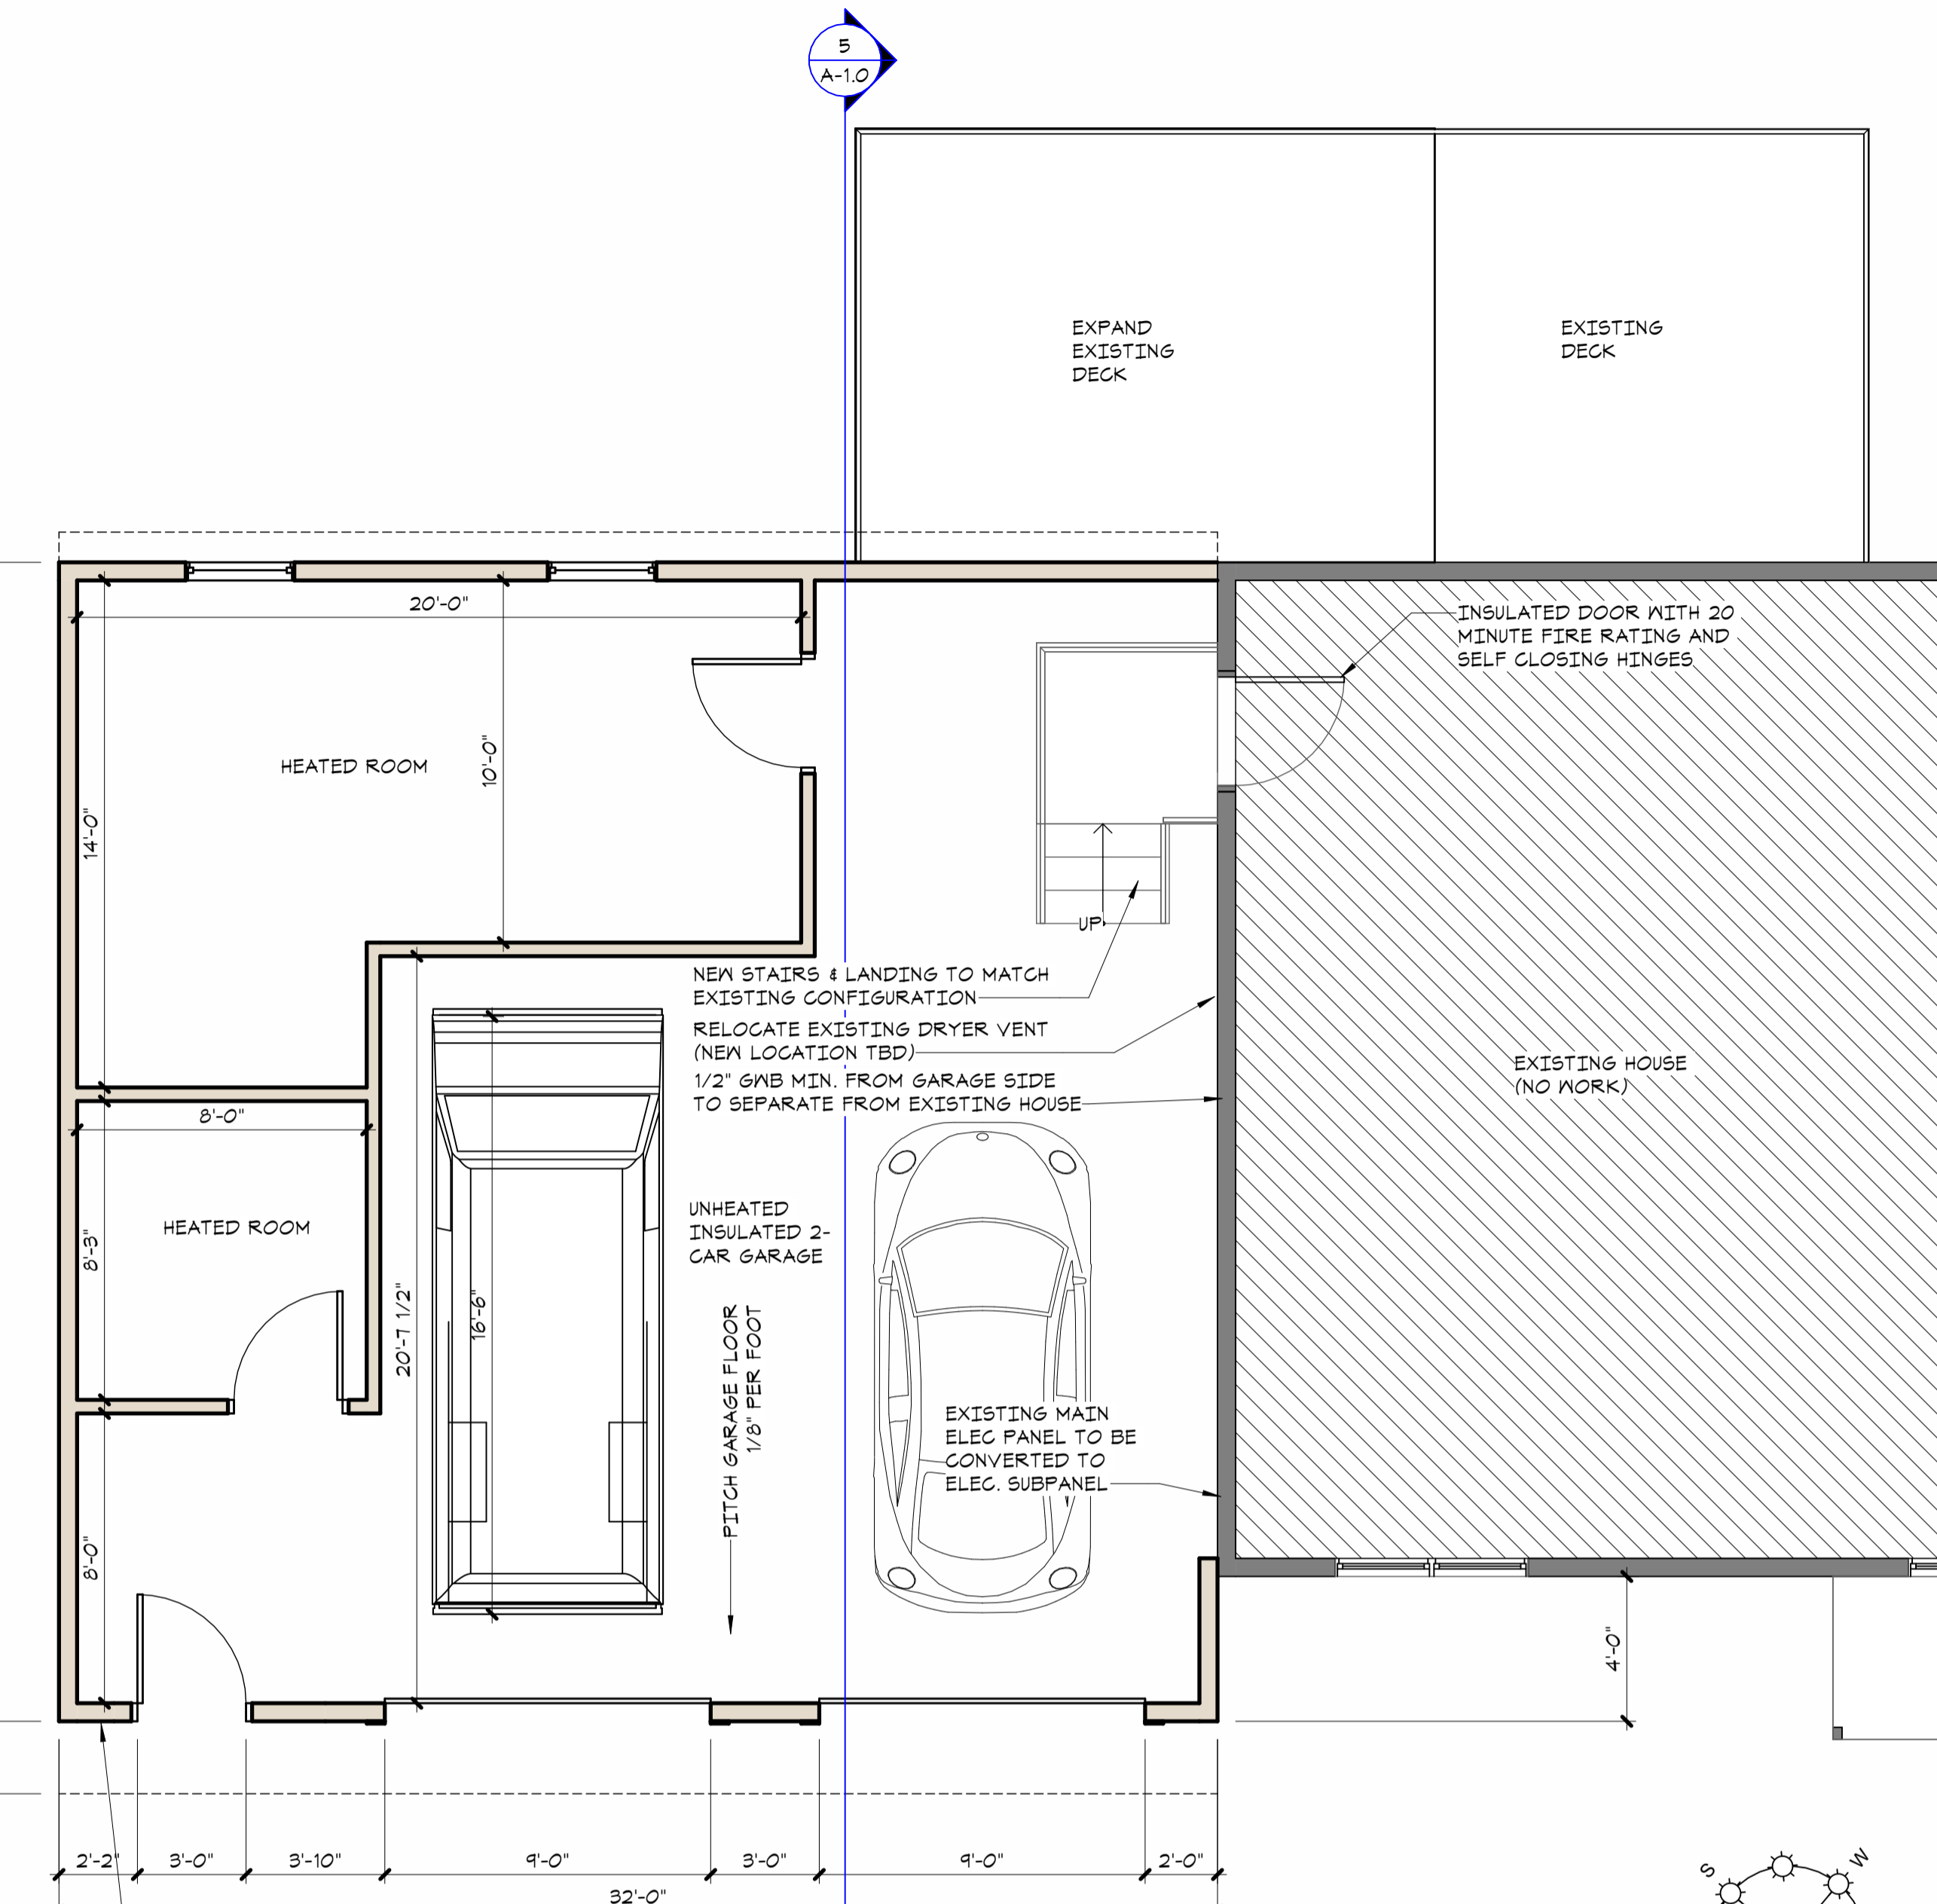 5
A-1.0
EXPAND
EXISTING
DECK
EXISTING
DECK
20'-0"
INSULATED DOOR WITH 20
MINUTE FIRE RATING AND
SELF CLOSING HINGES
HEATED ROOM
10'-0"
14'-0"
UP
NEW STAIRS & LANDING TO MATCH
EXISTING CONFIGURATION
RELOCATE EXISTING DRYER VENT
(NEW LOCATION TBD)
1/2" GWB MIN. FROM GARAGE SIDE
TO SEPARATE FROM EXISTING HOUSE
EXISTING HOUSE
(NO WORK)
8'-0"
HEATED ROOM
8'-3"
UNHEATED
INSULATED 2-
CAR GARAGE
20'-7 1/2"
16'-6"
PITCH GARAGE FLOOR
1/8" PER FOOT
EXISTING MAIN
ELEC PANEL TO BE
CONVERTED TO
ELEC. SUBPANEL
8'-0"
4'-0"
2'-2"
3'-0"
3'-10"
9'-0"
3'-0"
9'-0"
2'-0"
32'-0"
S
W